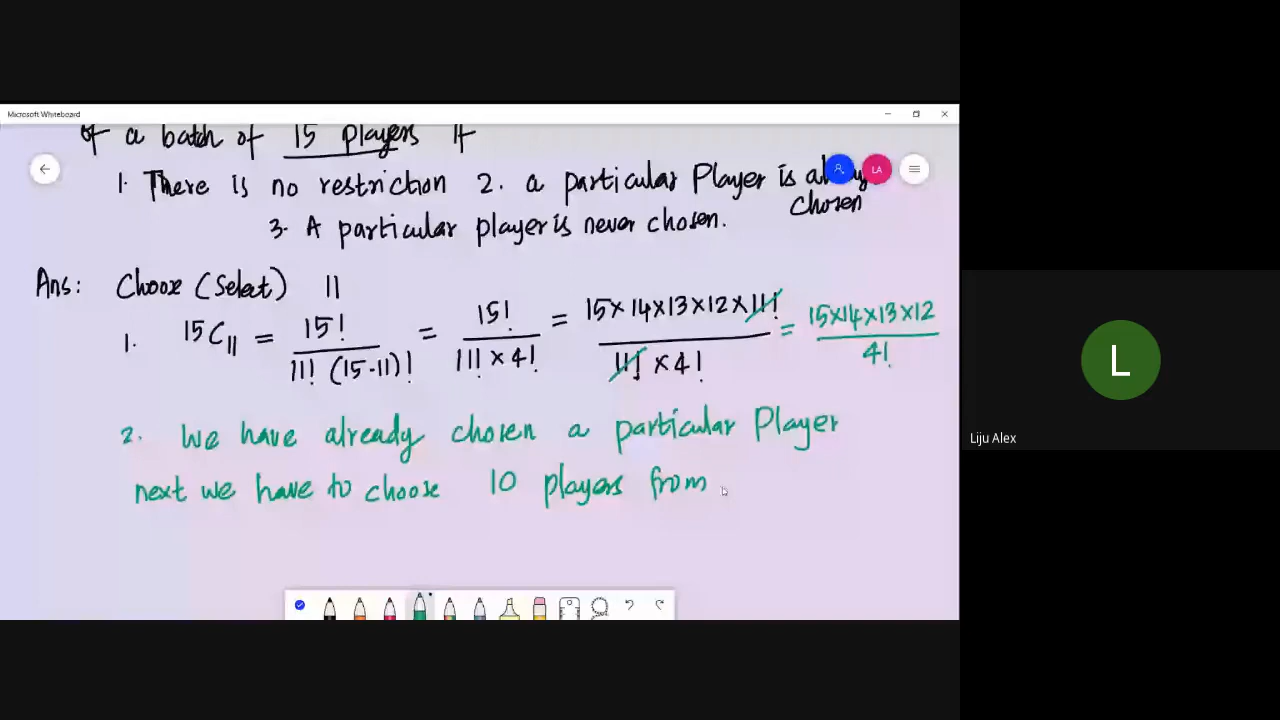 Microsoft Whiteboard
of a batch of 15 players if
1. There is no restriction 2. a particular Player is
chosen
3. A particular player is never chosen.
LA
Ans: Choose (Select) 11
1. 15C11 = 15! / 11! (15-11)! = 15! / 11! × 4! = 15×14×13×12×11! / 11! × 4! = 15×14×13×12 / 4!
2. We have already chosen a particular Player
next we have to choose 10 players from
L
Liju Alex